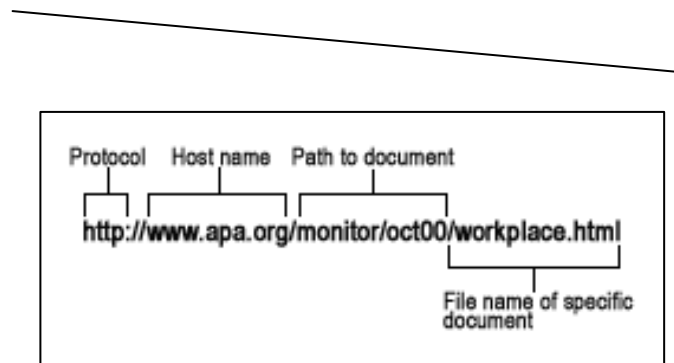 Protocol Host name Path to document
http://www.apa.org/monitor/oct00/workplace.html
File name of specific
document